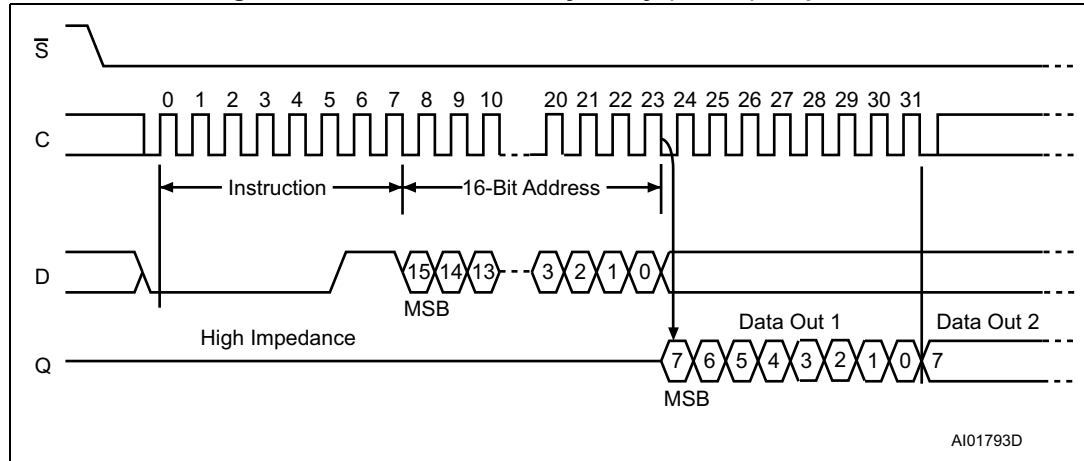 S̅
0 1 2 3 4 5 6 7 8 9 10 20 21 22 23 24 25 26 27 28 29 30 31
C
Instruction 16-Bit Address
D 15 14 13 3 2 1 0
MSB
High Impedance Data Out 1 Data Out 2
Q 7 6 5 4 3 2 1 0 7
MSB
AI01793D